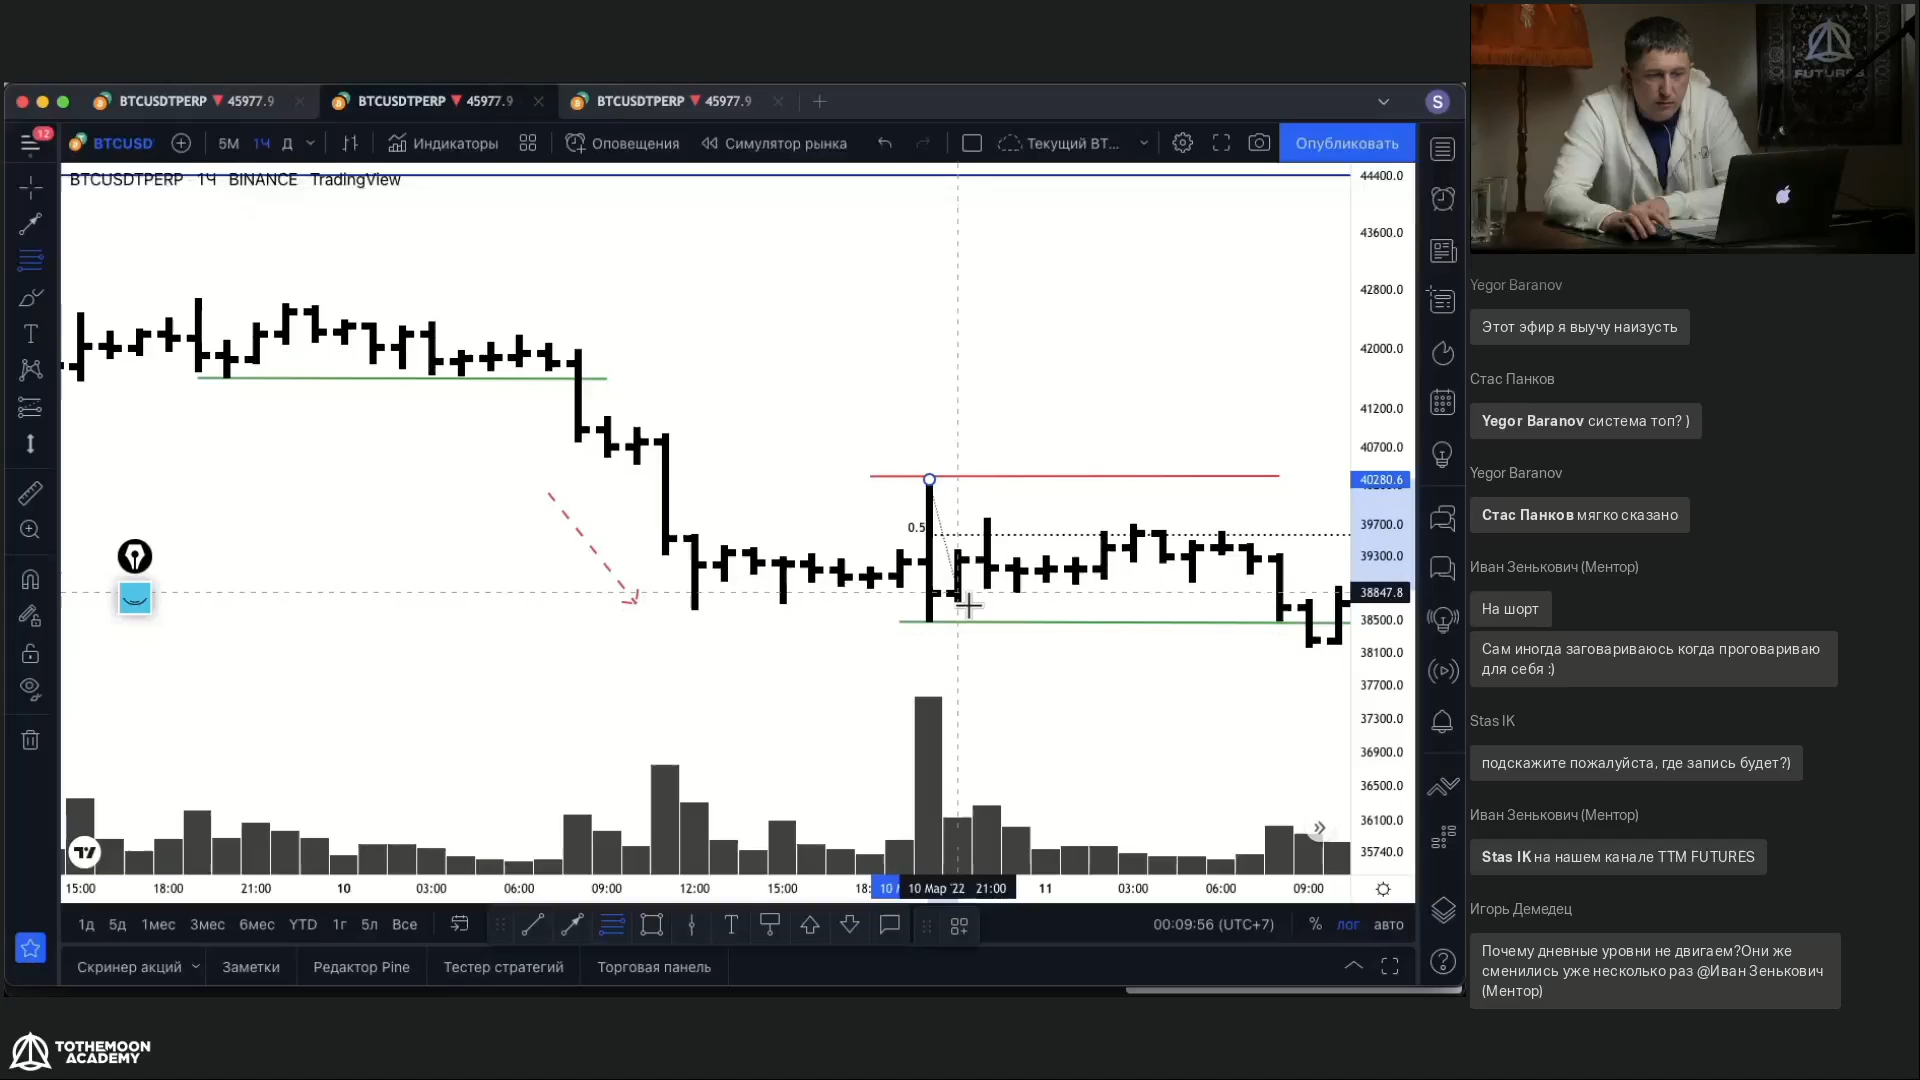 BTCUSDTPERP ▼ 45977.9
BTCUSDTPERP ▼ 45977.9
BTCUSDTPERP ▼ 45977.9
S
12
BTCUSD
5М
1Ч
Д
Индикаторы
Оповещения
Симулятор рынка
Текущий BT...
Опубликовать
BTCUSDTPERP 1Ч BINANCE TradingView
44400.0
43600.0
42800.0
42000.0
41200.0
40700.0
40280.6
39700.0
39300.0
38847.8
38500.0
38100.0
37700.0
37300.0
36900.0
36500.0
36100.0
35740.0
0.5
15:00
18:00
21:00
10
03:00
06:00
09:00
12:00
15:00
18:
10
10 Мар '22 21:00
11
03:00
06:00
09:00
1д
5д
1мес
3мес
6мес
YTD
1г
5л
Все
00:09:56 (UTC+7)
%
лог
авто
Скринер акций
Заметки
Редактор Pine
Тестер стратегий
Торговая панель
TOTHEMOON
ACADEMY
FUTURES
Yegor Baranov
Этот эфир я выучу наизусть
Стас Панков
Yegor Baranov система топ? )
Yegor Baranov
Стас Панков мягко сказано
Иван Зенькович (Ментор)
На шорт
Сам иногда заговариваюсь когда проговариваю
для себя :)
Stas IK
подскажите пожалуйста, где запись будет?)
Иван Зенькович (Ментор)
Stas IK на нашем канале TTM FUTURES
Игорь Демедец
Почему дневные уровни не двигаем?Они же
сменились уже несколько раз @Иван Зенькович
(Ментор)